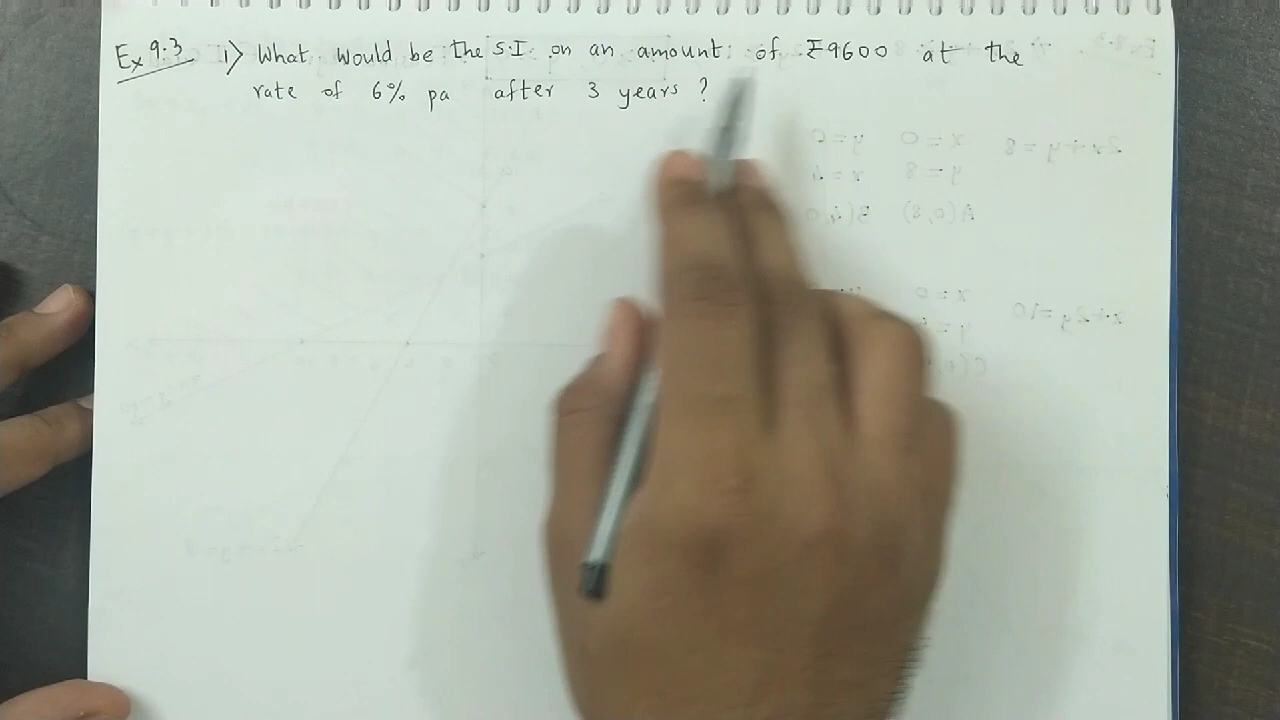 Ex 9.3 1) What would be the S.I. on an amount of ₹9600 at the
rate of 6% pa after 3 years ?